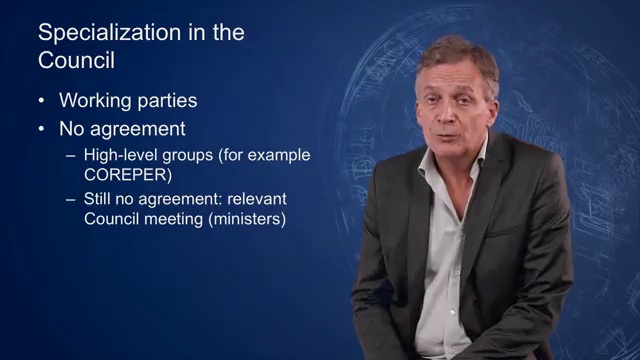 Specialization in the
Council
• Working parties
• No agreement
– High-level groups (for example
COREPER)
– Still no agreement: relevant
Council meeting (ministers)